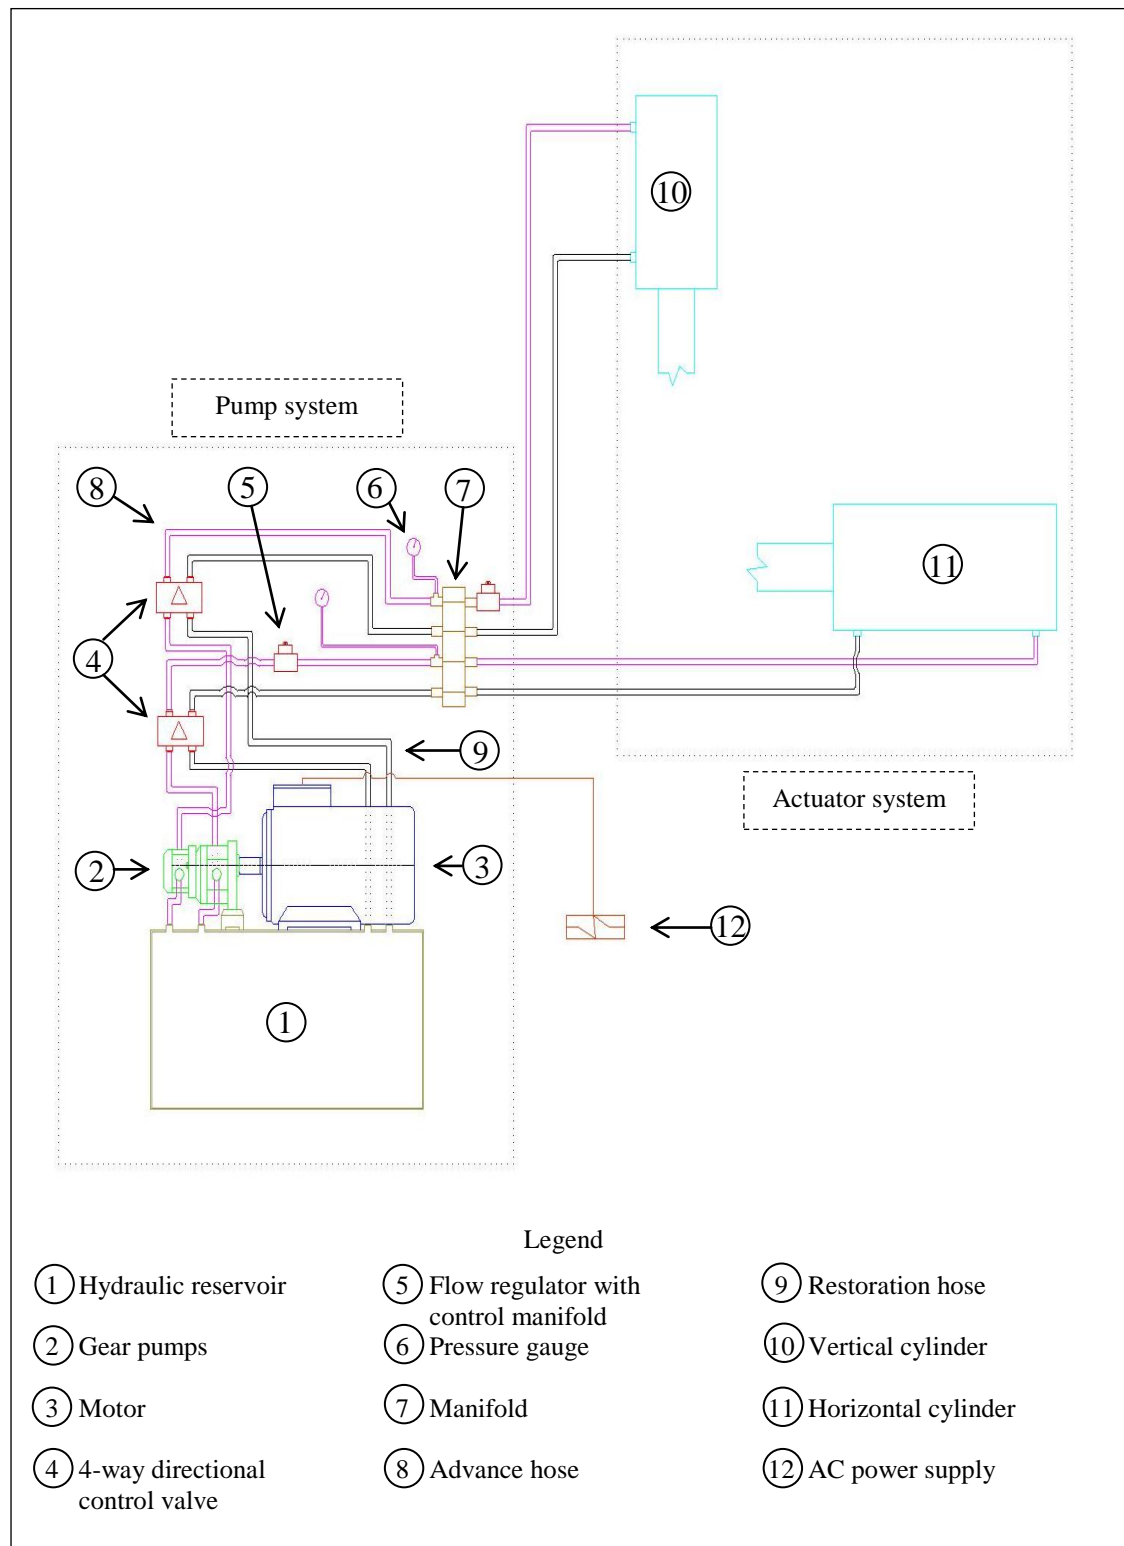 10
Pump system
8
5
6
7
11
4
9
Actuator system
2
3
12
1
Legend
1 Hydraulic reservoir
2 Gear pumps
3 Motor
4 4-way directional
control valve
5 Flow regulator with
control manifold
6 Pressure gauge
7 Manifold
8 Advance hose
9 Restoration hose
10 Vertical cylinder
11 Horizontal cylinder
12 AC power supply